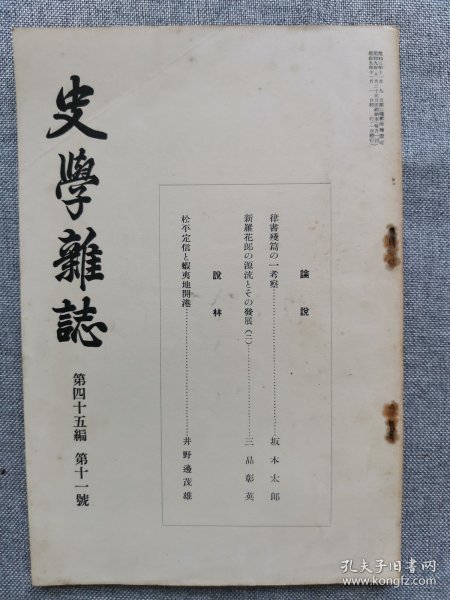 史學雜誌
第四十五編 第十一號
論說
律書殘篇の一考察……坂本太郎
新羅花郎の源流とその發展(二)……三品彰英
說林
松平定信と蝦夷地開港……井野邊茂雄
孔夫子旧书网
www.kongfz.com